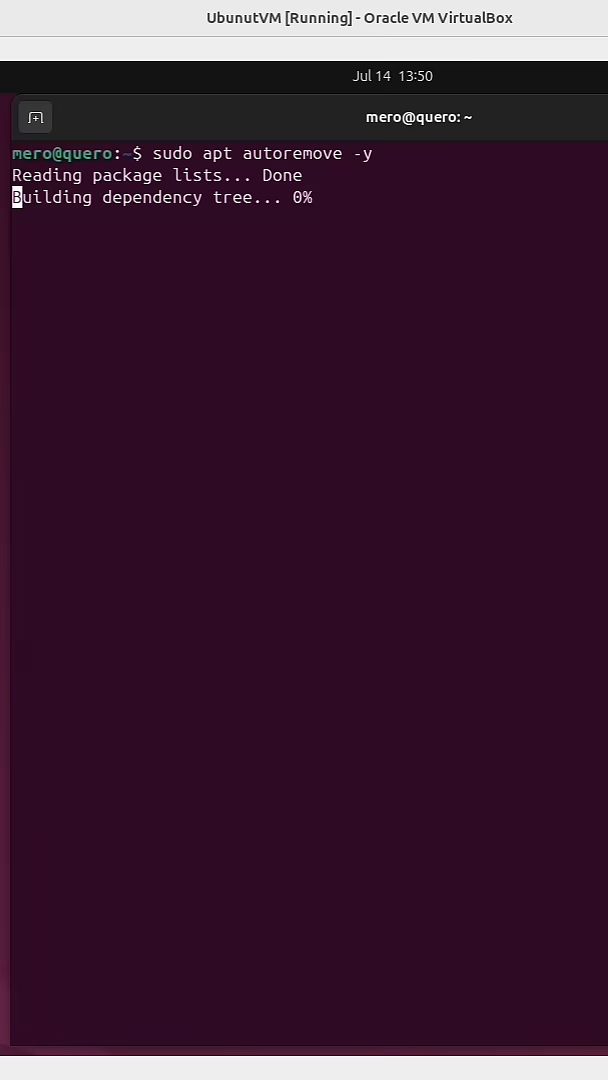 UbunutVM [Running] - Oracle VM VirtualBox
Jul 14 13:50
mero@quero: ~
mero@quero:~$ sudo apt autoremove -y
Reading package lists... Done
Building dependency tree... 0%